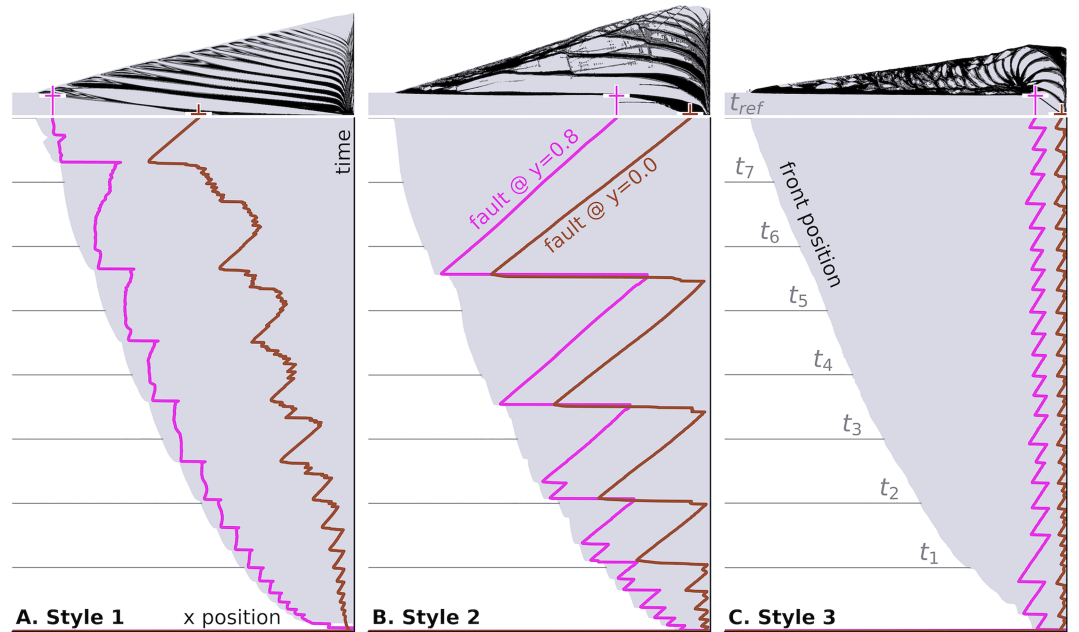 t_ref
time
fault @ y=0.8
fault @ y=0.0
front position
t_7
t_6
t_5
t_4
t_3
t_2
t_1
A. Style 1
x position
B. Style 2
C. Style 3